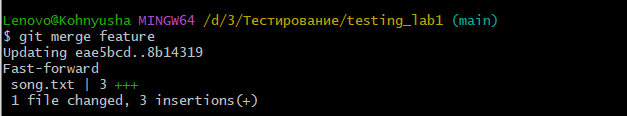 Lenovo@Kohnyusha MINGW64 /d/3/Тестирование/testing_lab1 (main)
$ git merge feature
Updating eae5bcd..8b14319
Fast-forward
 song.txt | 3 +++
 1 file changed, 3 insertions(+)